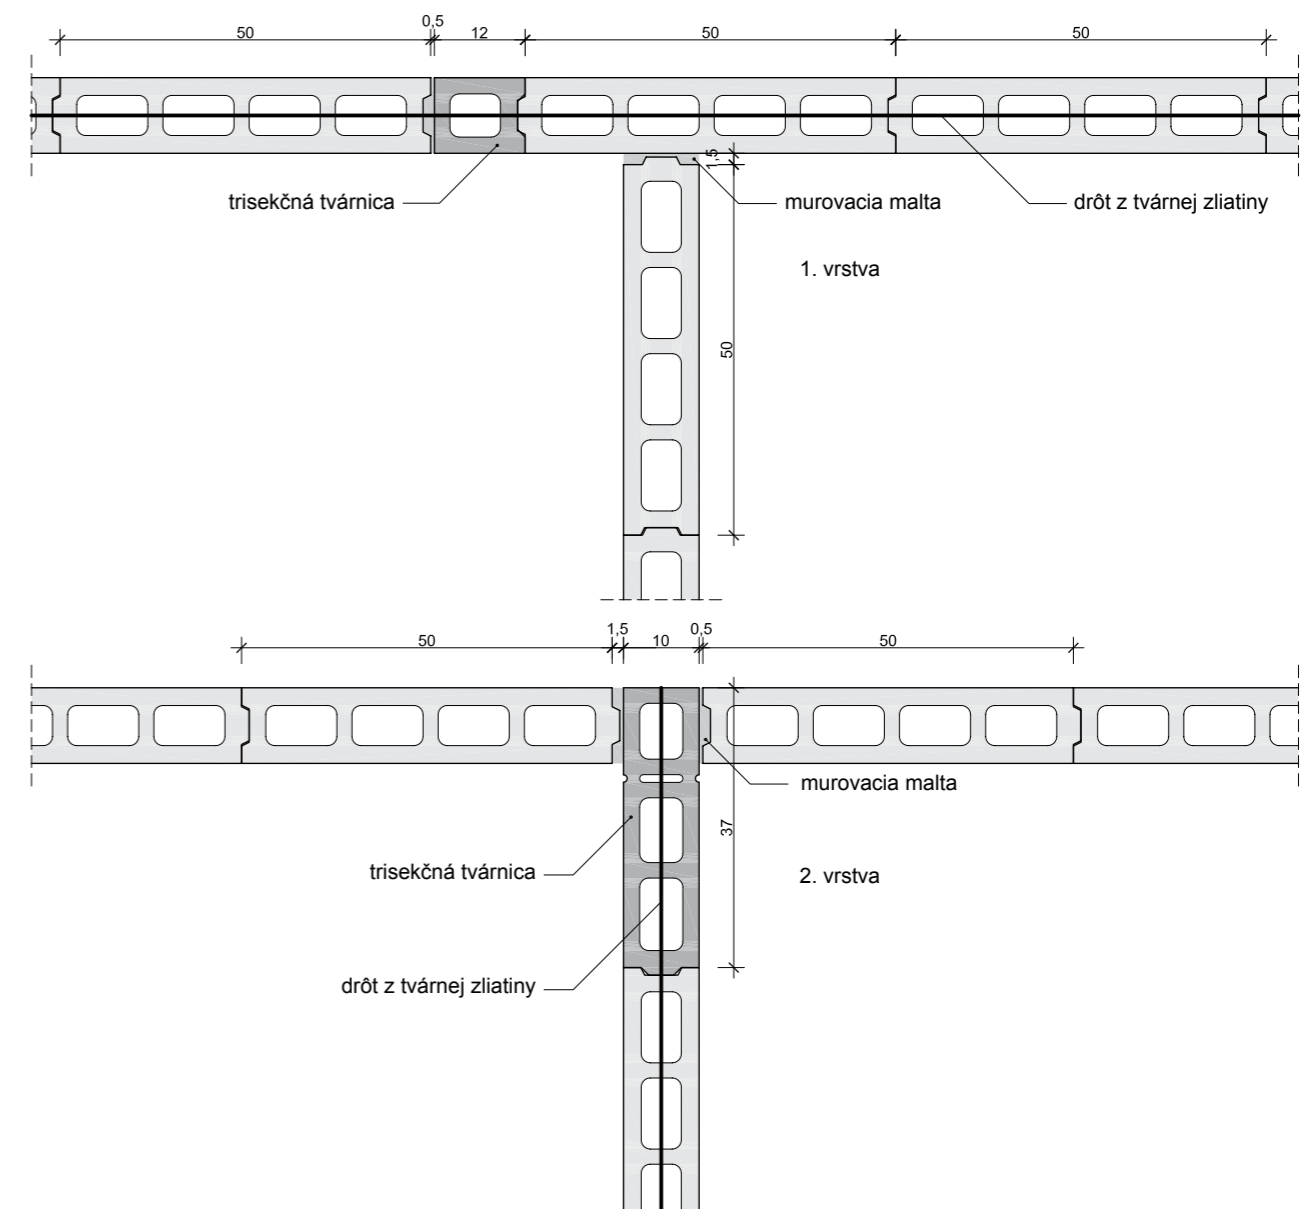 50
0,5
12
50
50
trisekčná tvárnica
1,5
murovacia malta
drôt z tvárnej zliatiny
1. vrstva
50
50
1,5
10
0,5
50
murovacia malta
37
trisekčná tvárnica
2. vrstva
drôt z tvárnej zliatiny